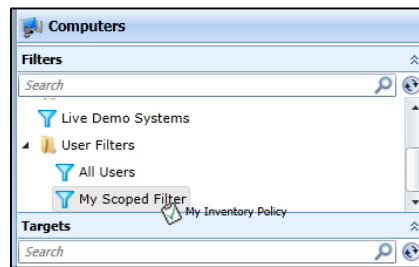 Computers
Filters
Search
Live Demo Systems
User Filters
All Users
My Scoped Filter
My Inventory Policy
Targets
Search